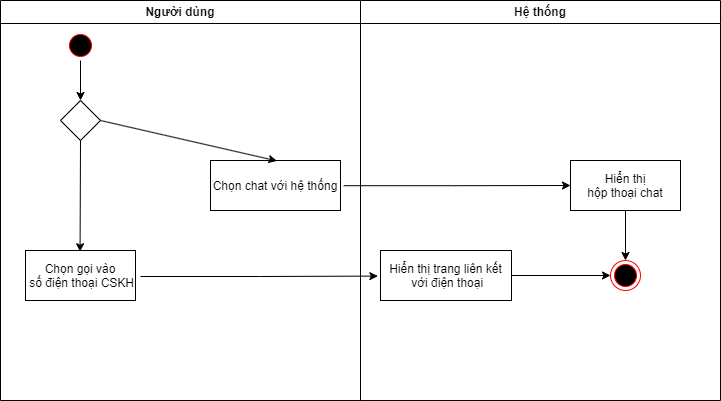 Người dùng
Hệ thống
Chọn chat với hệ thống
Hiển thị
hộp thoại chat
Chọn gọi vào
số điện thoại CSKH
Hiển thị trang liên kết
với điện thoại